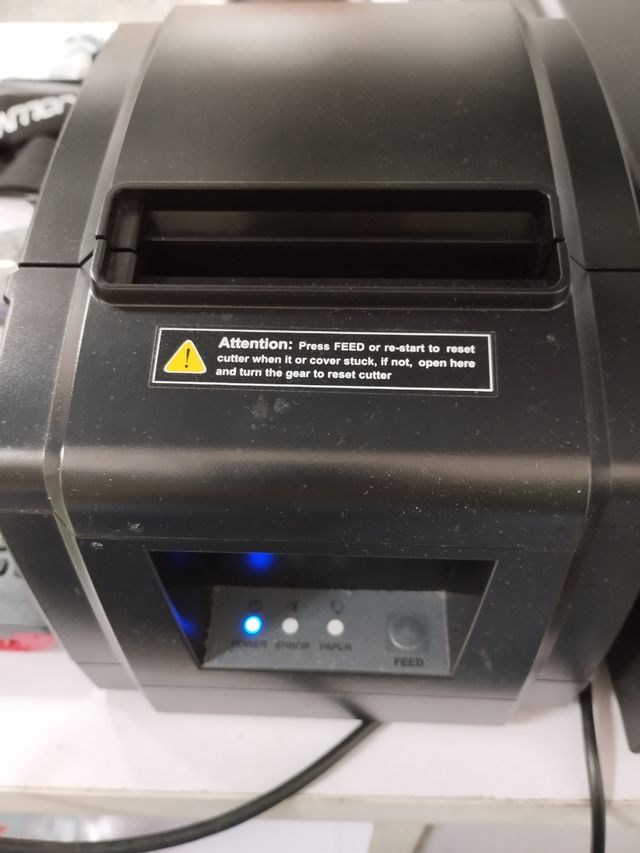 Attention: Press FEED or re-start to reset
cutter when it or cover stuck, if not, open here
and turn the gear to reset cutter
POWER ERROR PAPER
FEED